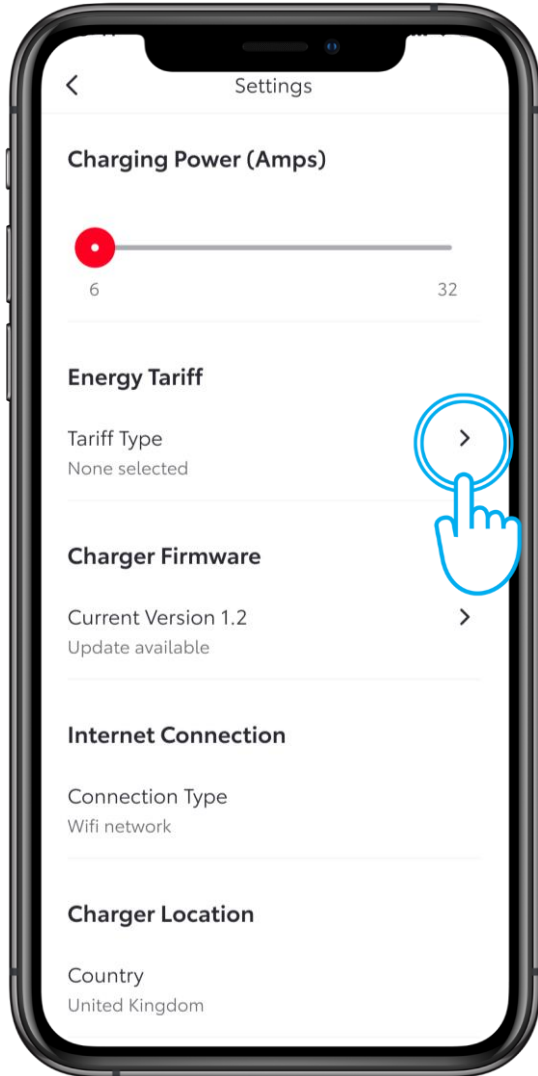 Settings
Charging Power (Amps)
6 32
Energy Tariff
Tariff Type
None selected
Charger Firmware
Current Version 1.2
Update available
Internet Connection
Connection Type
Wifi network
Charger Location
Country
United Kingdom